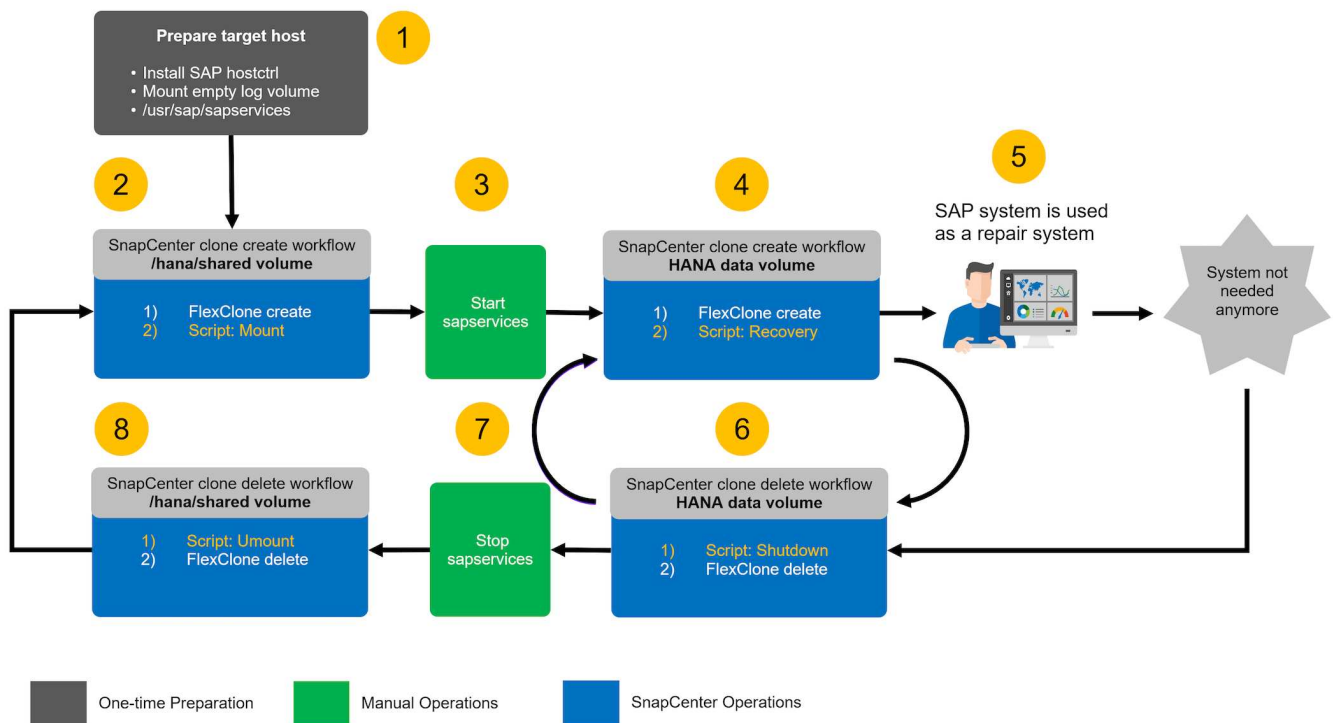 Prepare target host
• Install SAP hostctrl
• Mount empty log volume
• /usr/sap/sapservices
1
2
SnapCenter clone create workflow
/hana/shared volume
1) FlexClone create
2) Script: Mount
3
Start
sapservices
4
SnapCenter clone create workflow
HANA data volume
1) FlexClone create
2) Script: Recovery
5
SAP system is used
as a repair system
System not
needed
anymore
6
SnapCenter clone delete workflow
HANA data volume
1) Script: Shutdown
2) FlexClone delete
7
Stop
sapservices
8
SnapCenter clone delete workflow
/hana/shared volume
1) Script: Umount
2) FlexClone delete
One-time Preparation
Manual Operations
SnapCenter Operations